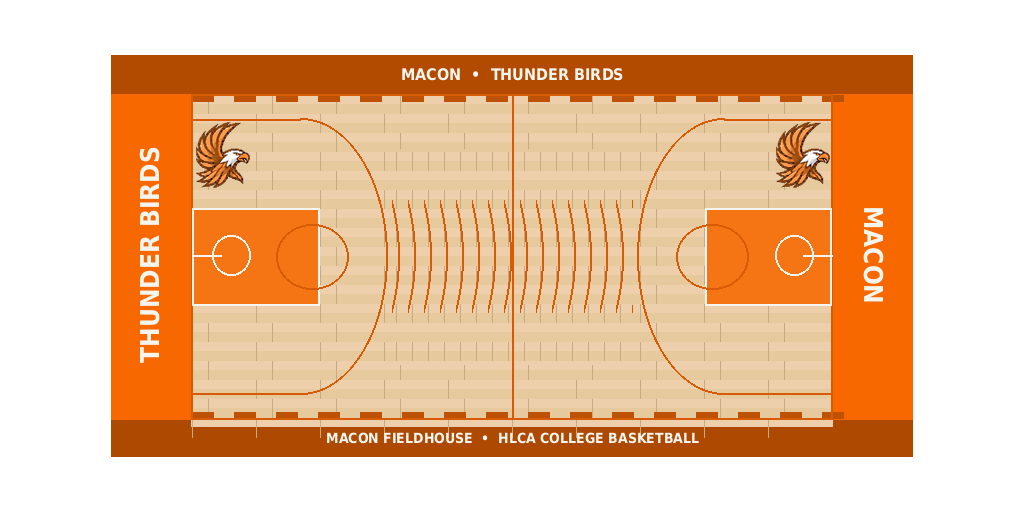 MACON • THUNDER BIRDS
THUNDER BIRDS
MACON
MACON FIELDHOUSE • HLCA COLLEGE BASKETBALL